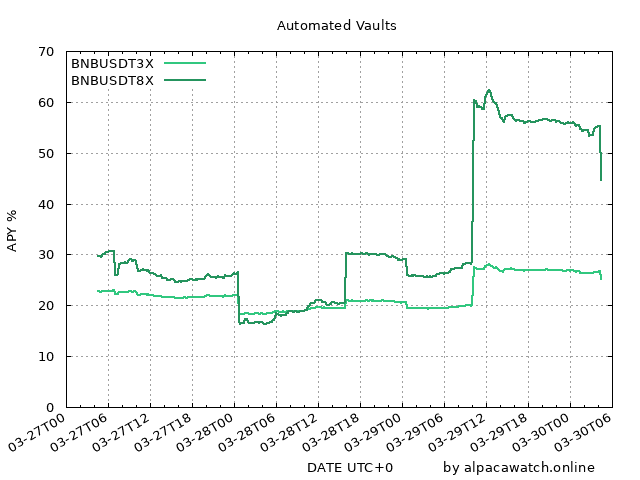 Automated Vaults
BNBUSDT3X
BNBUSDT8X
APY %
70
60
50
40
30
20
10
0
03-27T00
03-27T06
03-27T12
03-27T18
03-28T00
03-28T06
03-28T12
03-28T18
03-29T00
03-29T06
03-29T12
03-29T18
03-30T00
03-30T06
DATE UTC+0
by alpacawatch.online